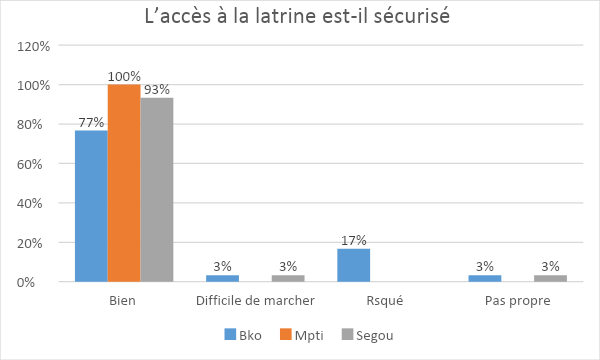 L’accès à la latrine est-il sécurisé
120%
100%
80%
60%
40%
20%
0%
77%
100%
93%
3%
3%
17%
3%
3%
Bien
Difficile de marcher
Rsqué
Pas propre
Bko
Mpti
Segou